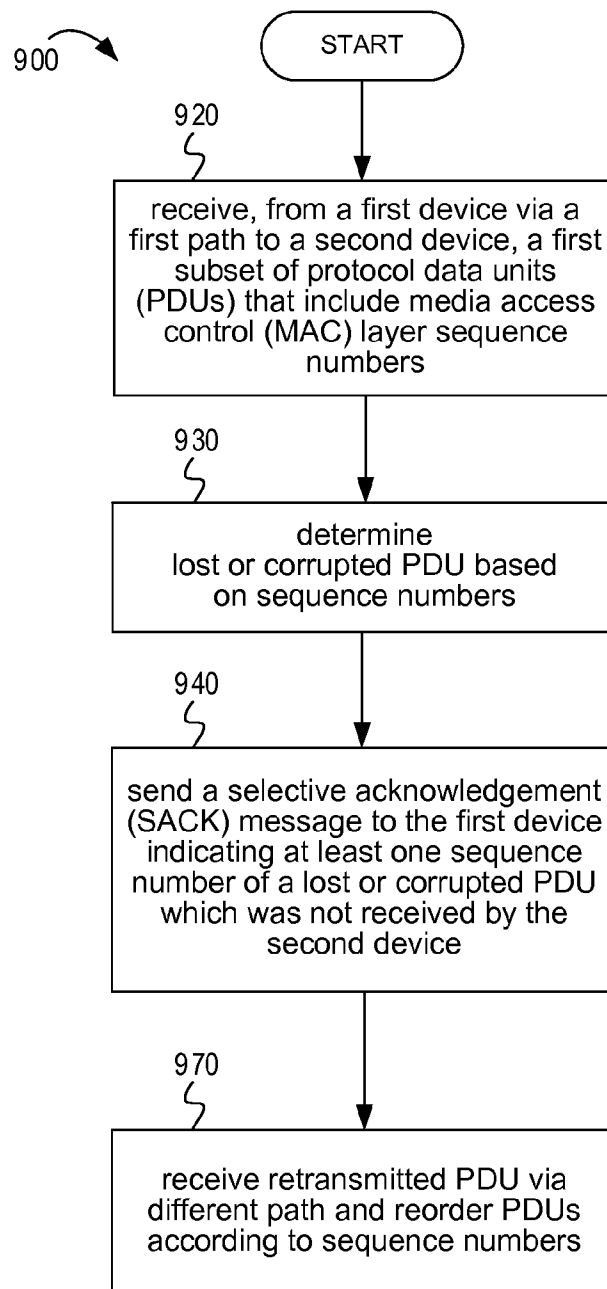 900
START
920
receive, from a first device via a
first path to a second device, a first
subset of protocol data units
(PDUs) that include media access
control (MAC) layer sequence
numbers
930
determine
lost or corrupted PDU based
on sequence numbers
940
send a selective acknowledgement
(SACK) message to the first device
indicating at least one sequence
number of a lost or corrupted PDU
which was not received by the
second device
970
receive retransmitted PDU via
different path and reorder PDUs
according to sequence numbers